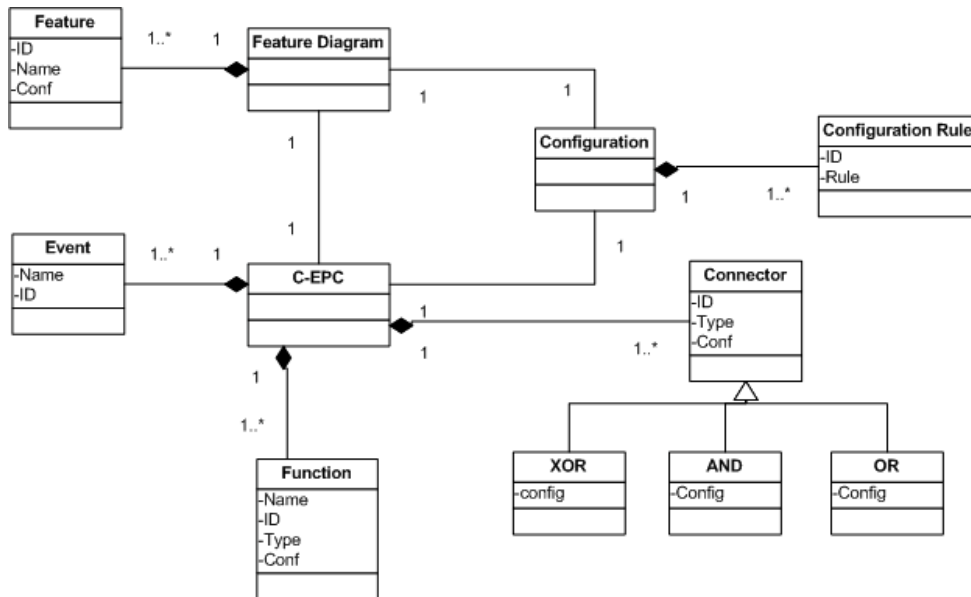 Feature
-ID
-Name
-Conf
1..*
1
Feature Diagram
1
1
Configuration
Configuration Rule
-ID
-Rule
1
1..*
1
1
1
Event
-Name
-ID
1..*
1
C-EPC
1
1
1..*
Connector
-ID
-Type
-Conf
1
1..*
Function
-Name
-ID
-Type
-Conf
XOR
-config
AND
-Config
OR
-Config